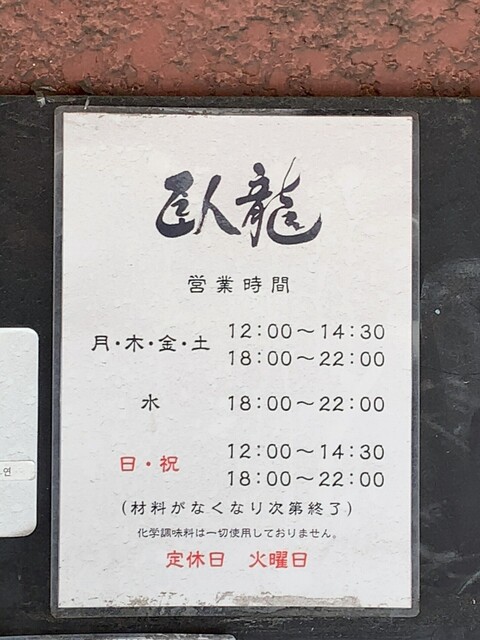 臥龍
営業時間
月・木・金・土 12:00～14:30
18:00～22:00
水 18:00～22:00
日・祝 12:00～14:30
18:00～22:00
(材料がなくなり次第終了)
化学調味料は一切使用しておりません。
定休日 火曜日
연